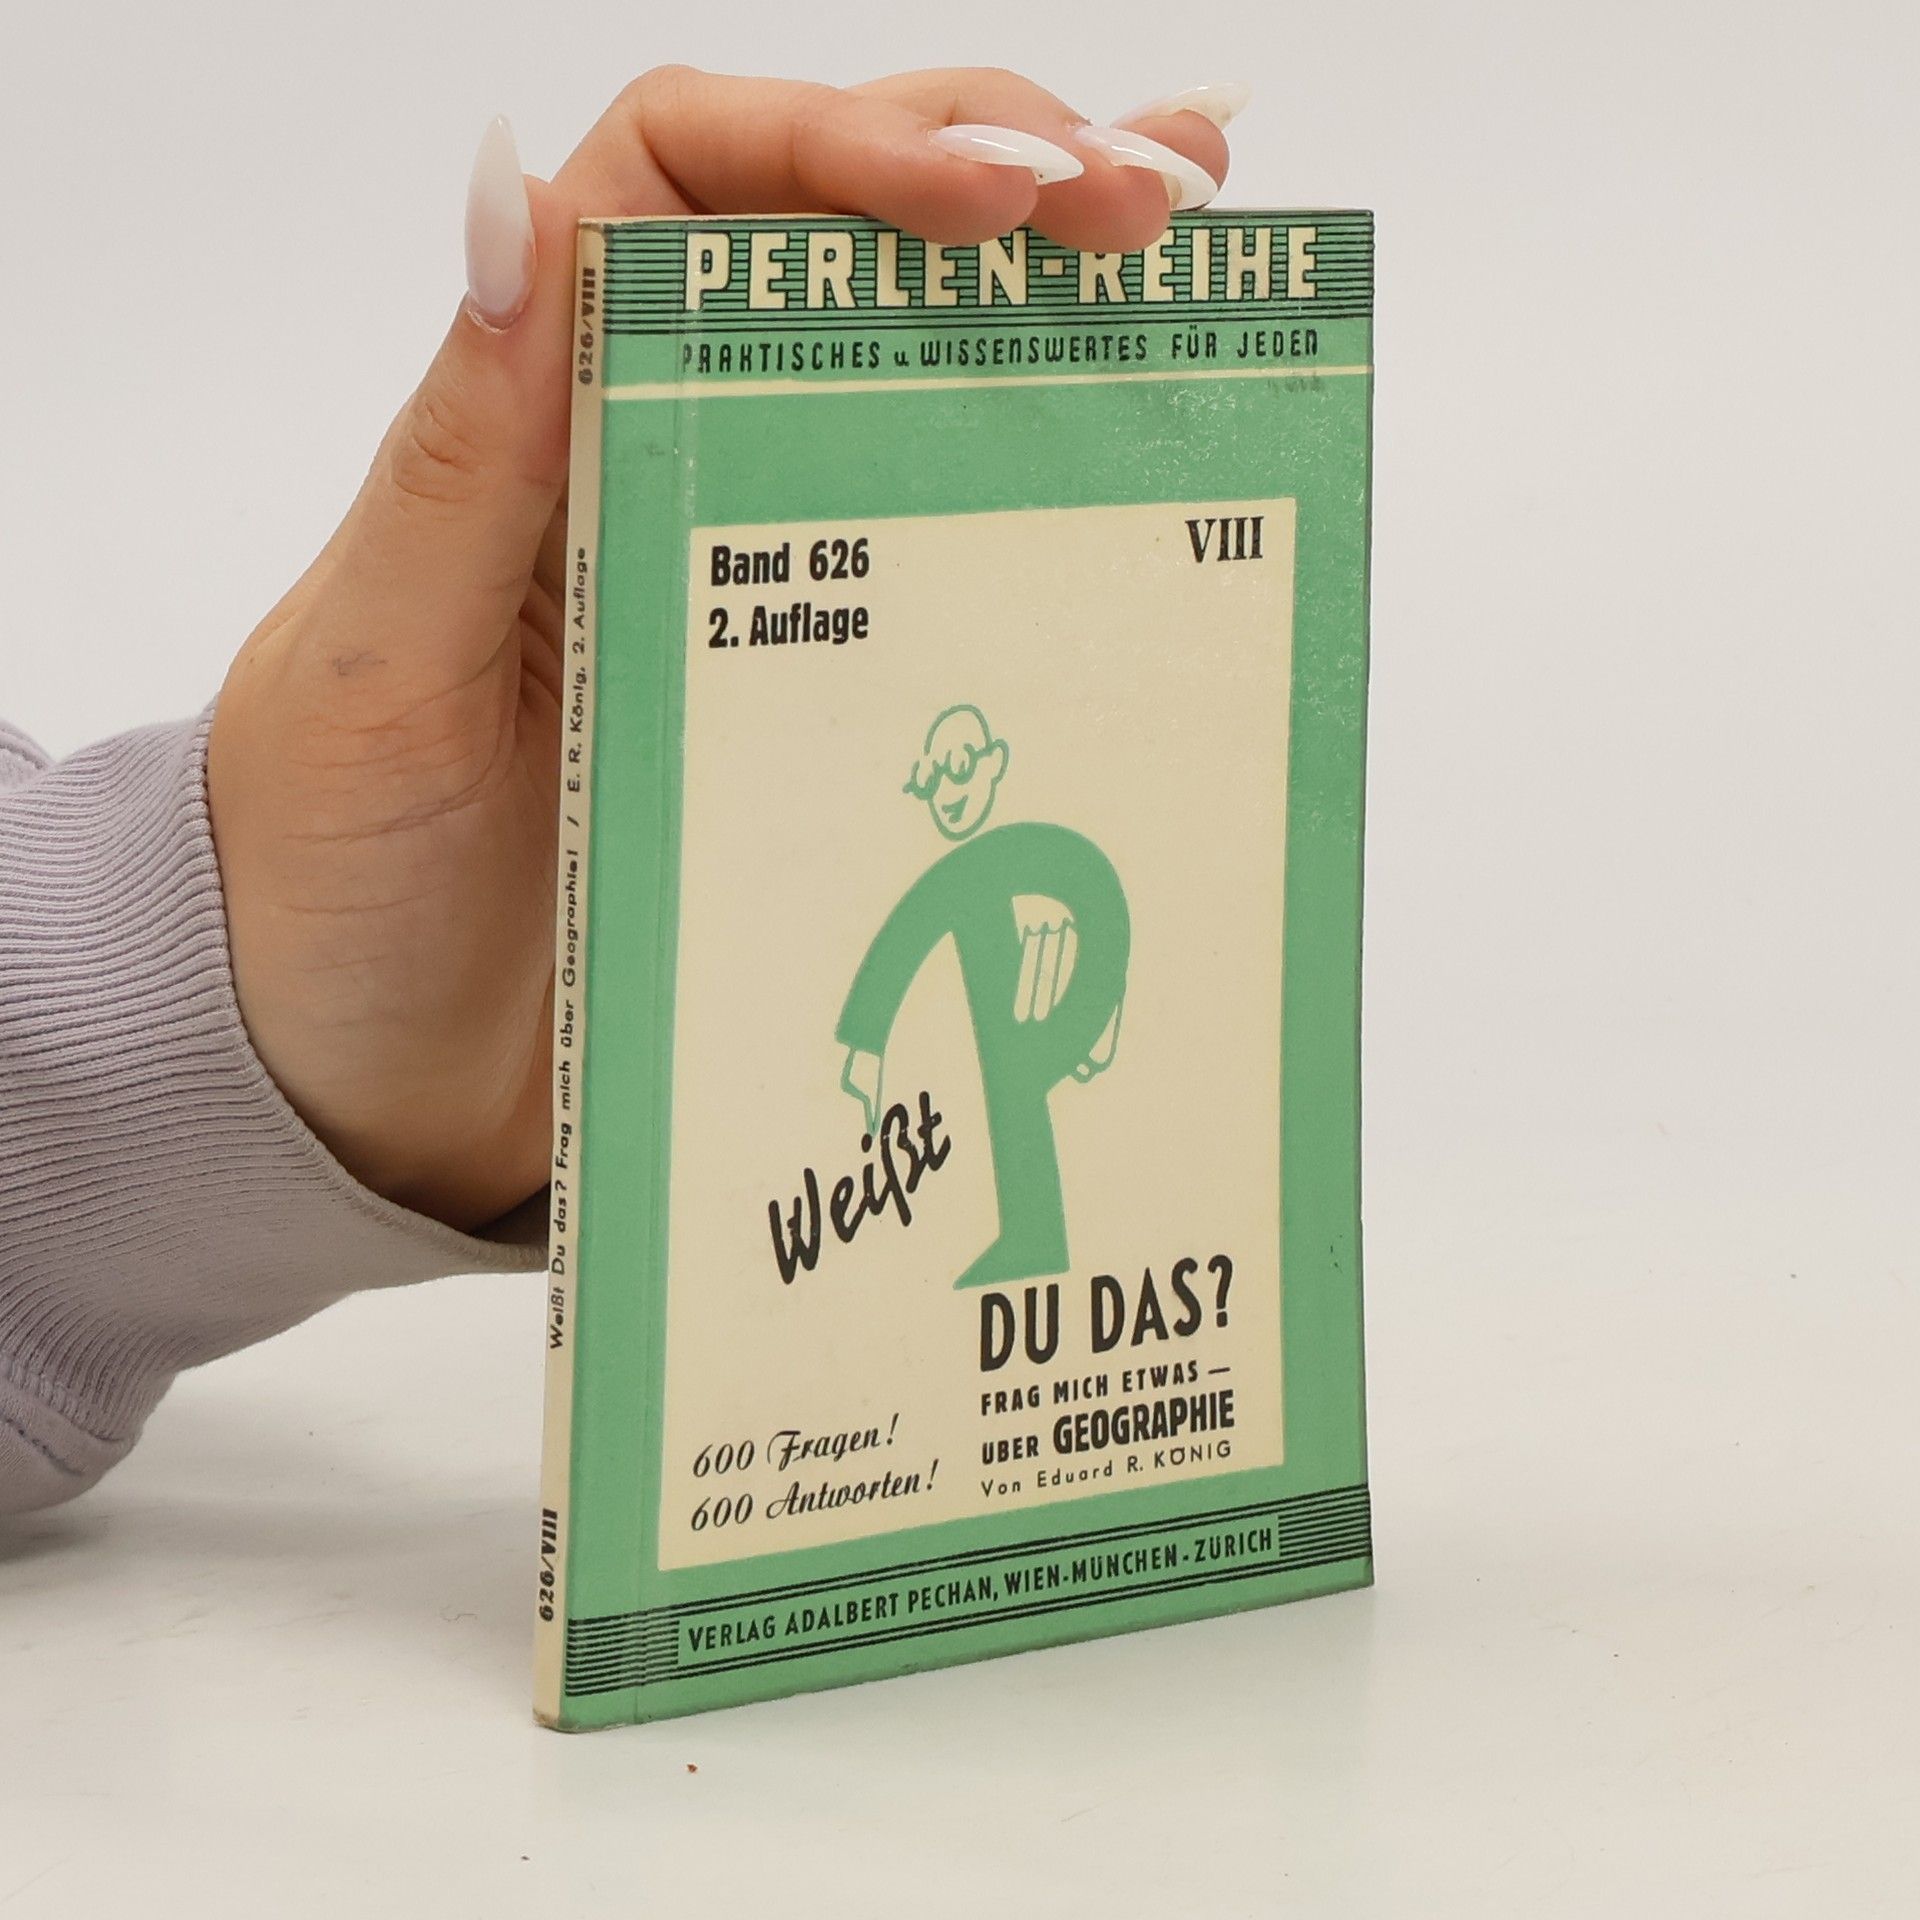 PERLEN-REIHE
PRAKTISCHES u WISSENSWERTES FÜR JEDEN
Band 626
VIII
2. Auflage
Weißt
DU DAS?
FRAG MICH ETWAS —
UBER GEOGRAPHIE
Von Eduard R. KÖNIG
600 Fragen!
600 Antworten!
VERLAG ADALBERT PECHAN, WIEN-MÜNCHEN-ZÜRICH
626/VIII
Weißt Du das? Frag mich über Geographie! / E. R. König, 2. Auflage
626/VIII